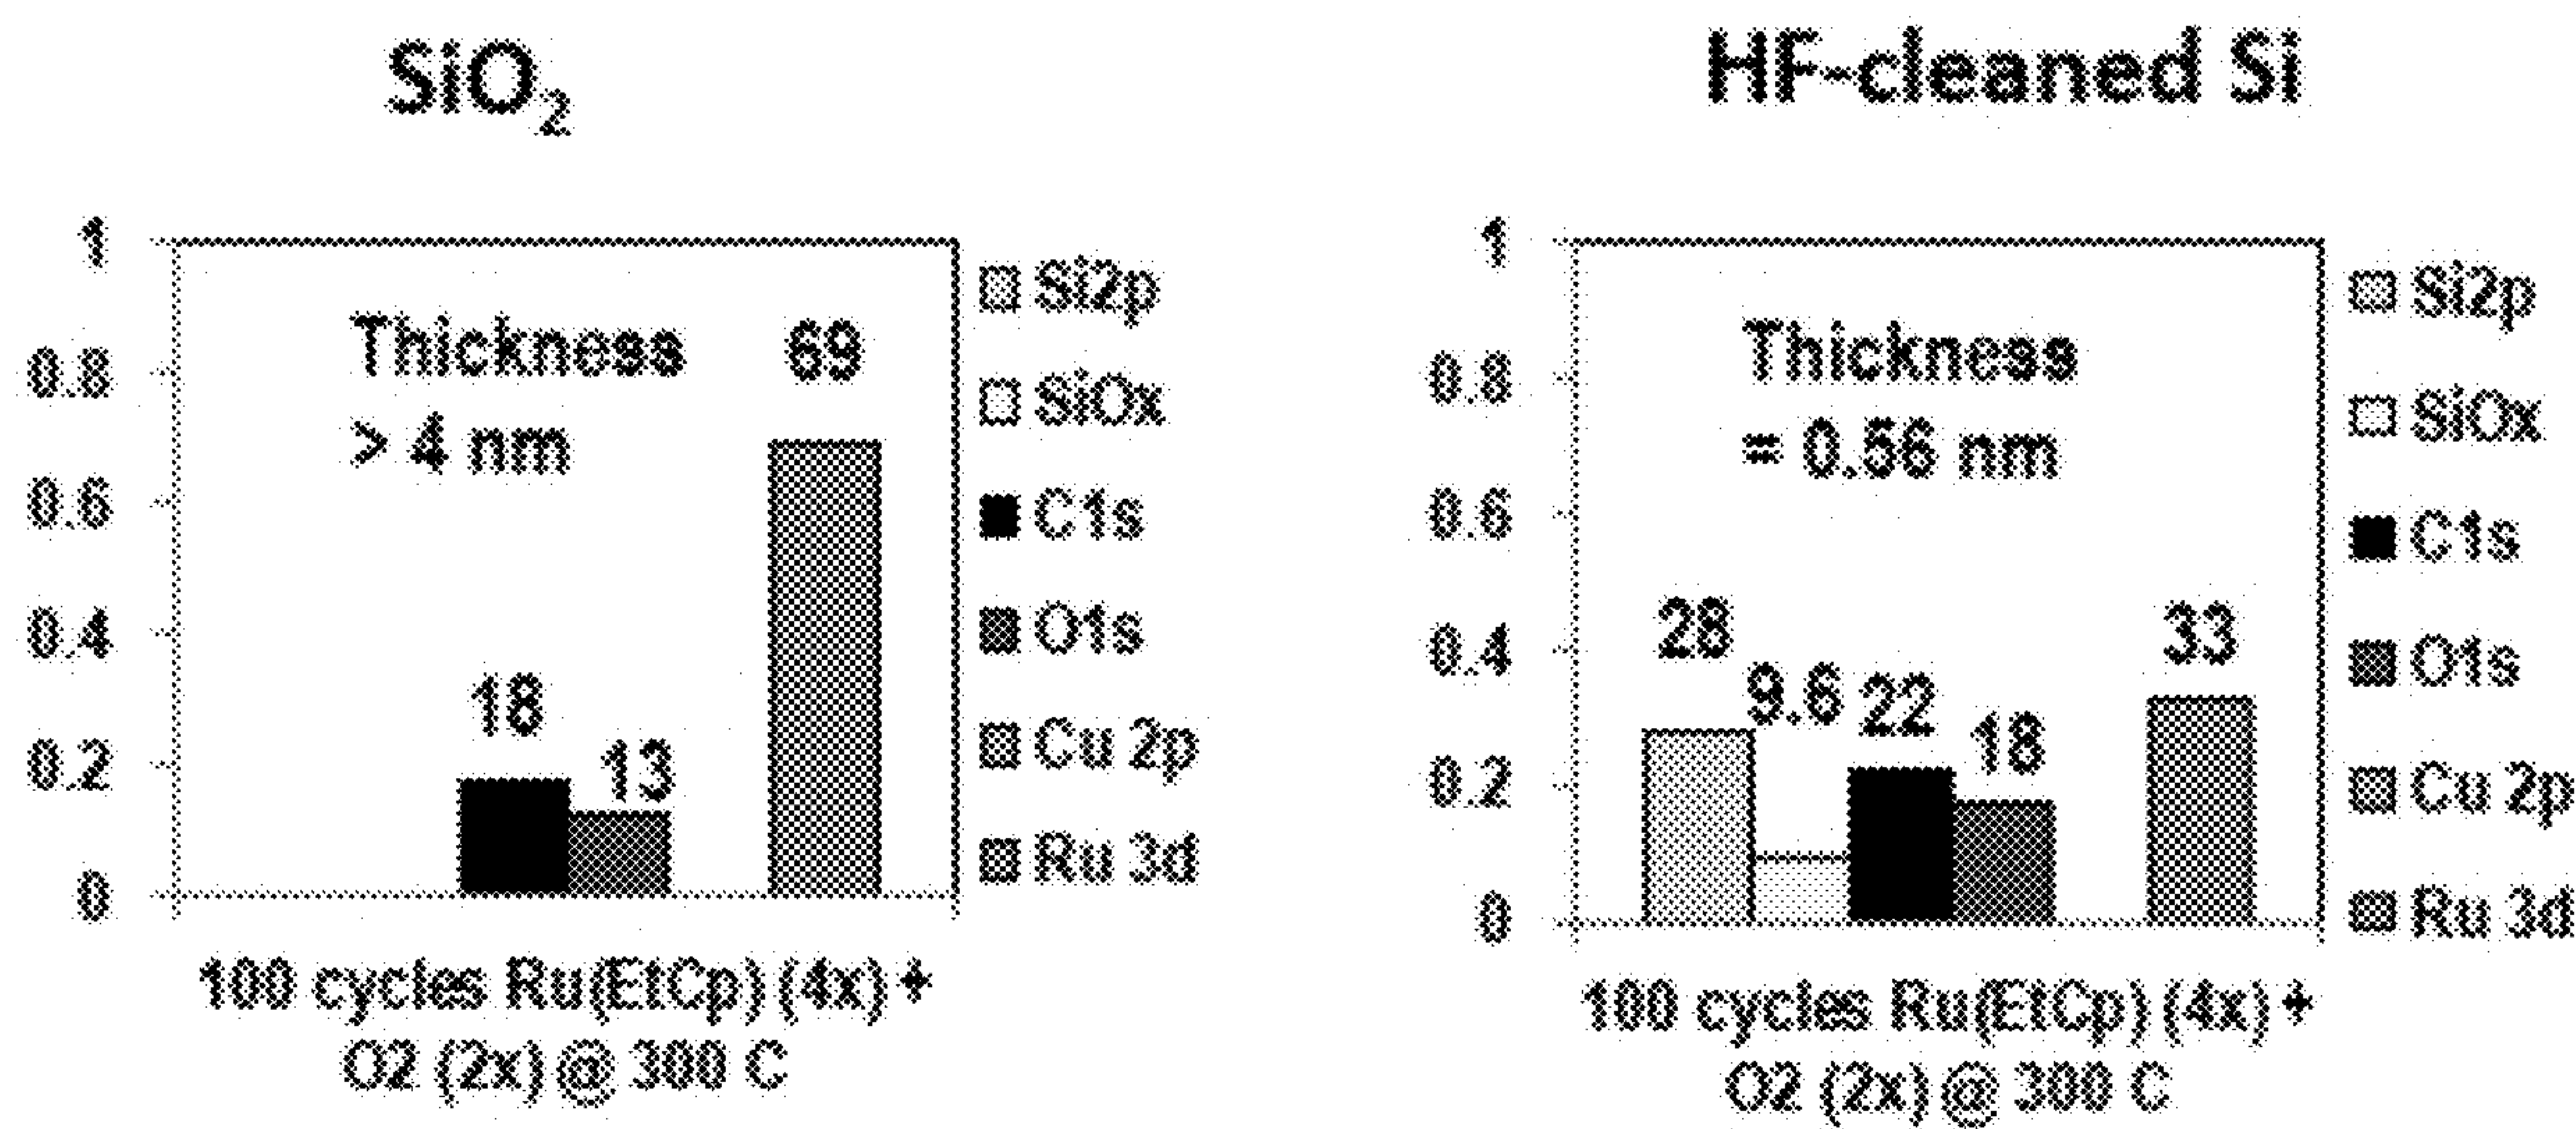 SiO2
1
0.8
0.6
0.4
0.2
0
Thickness
> 4 nm
18
13
69
Si2p
SiOx
C1s
O1s
Cu 2p
Ru 3d
100 cycles Ru(EtCp) (4x) +
O2 (2x) @ 300 C
HF-cleaned Si
1
0.8
0.6
0.4
0.2
0
Thickness
= 0.56 nm
28
9.6
22
18
33
Si2p
SiOx
C1s
O1s
Cu 2p
Ru 3d
100 cycles Ru(EtCp) (4x) +
O2 (2x) @ 300 C